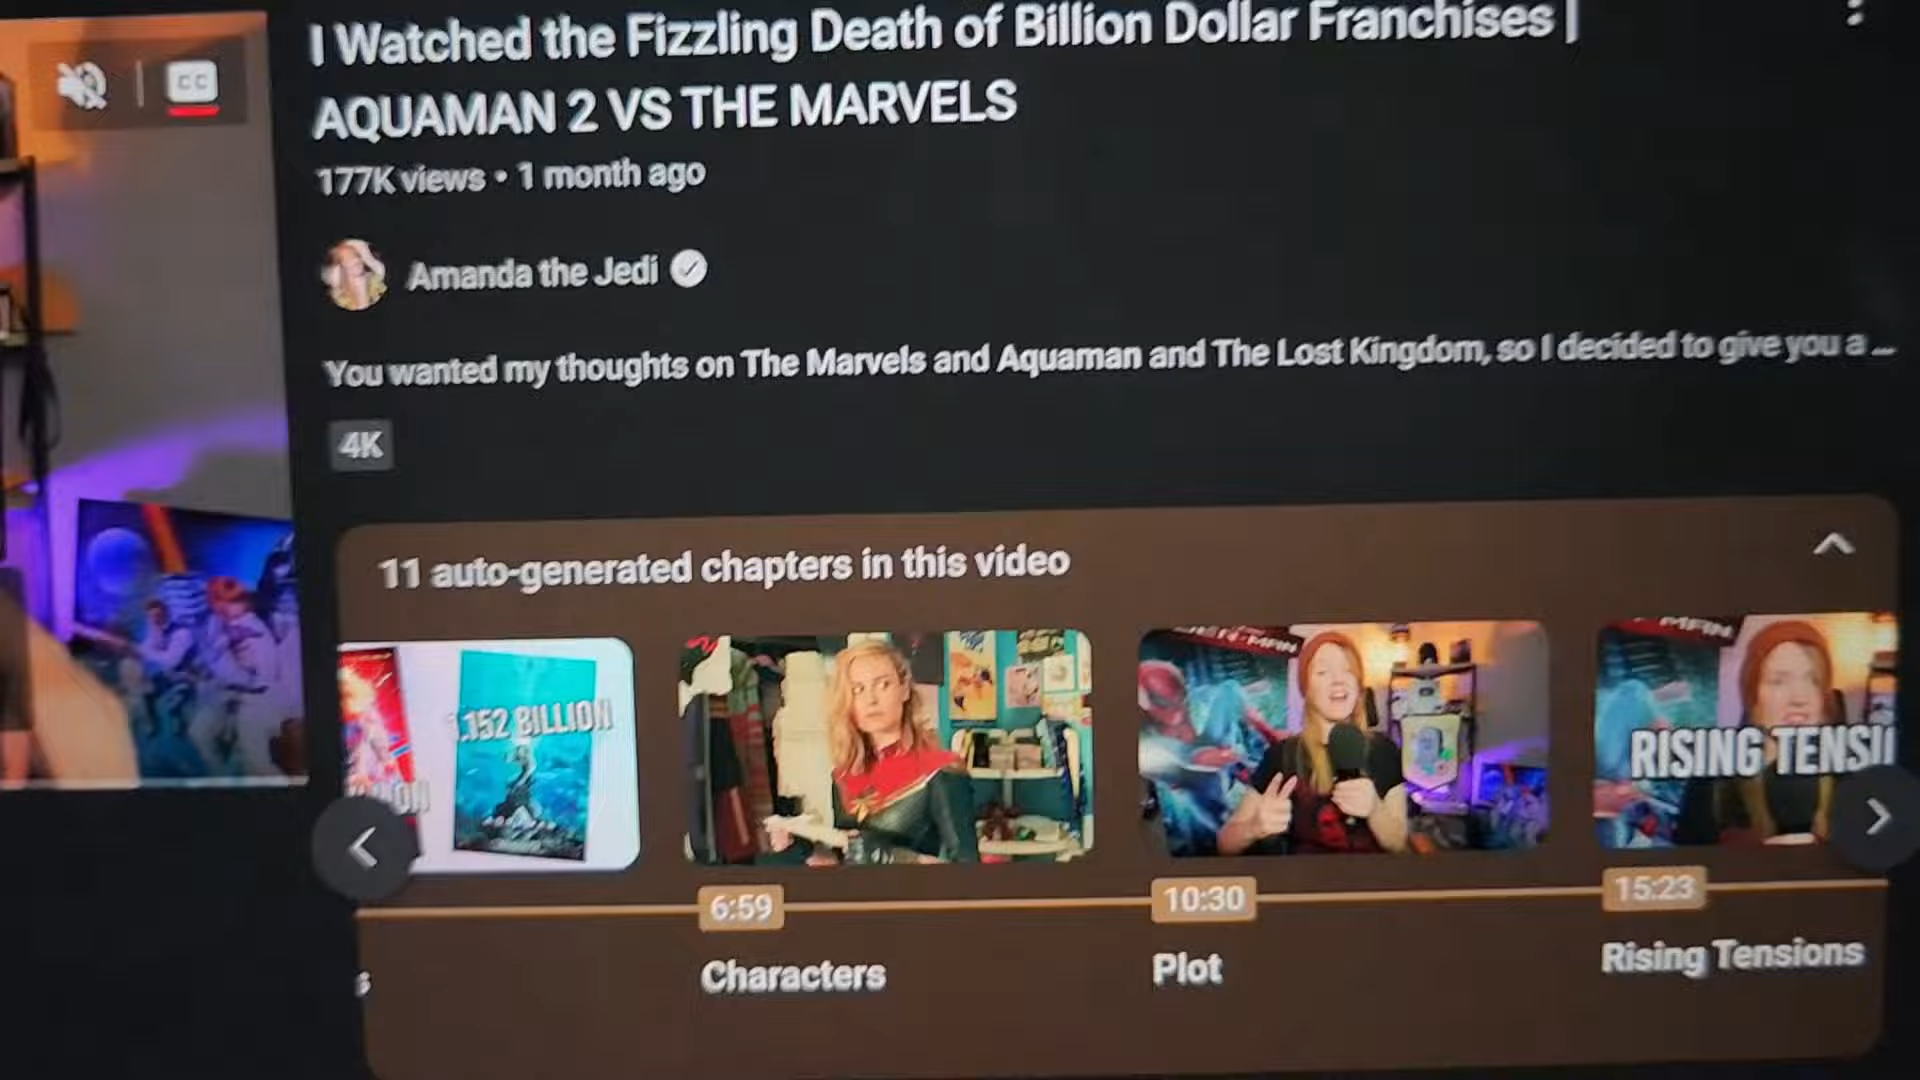 I Watched the Fizzling Death of Billion Dollar Franchises |
AQUAMAN 2 VS THE MARVELS
177K views • 1 month ago
CC
Amanda the Jedi
You wanted my thoughts on The Marvels and Aquaman and The Lost Kingdom, so I decided to give you a ...
4K
11 auto-generated chapters in this video
1.152 BILLION
RISING TENSI
6:59
10:30
15:23
s
Characters
Plot
Rising Tensions